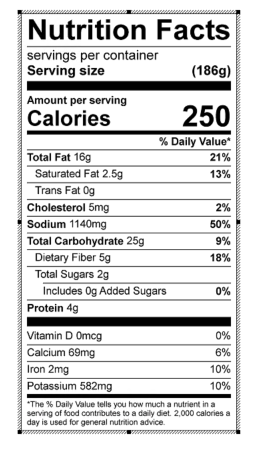 Nutrition Facts
servings per container
Serving size (186g)
Amount per serving
Calories 250
% Daily Value*
Total Fat 16g 21%
Saturated Fat 2.5g 13%
Trans Fat 0g
Cholesterol 5mg 2%
Sodium 1140mg 50%
Total Carbohydrate 25g 9%
Dietary Fiber 5g 18%
Total Sugars 2g
Includes 0g Added Sugars 0%
Protein 4g
Vitamin D 0mcg 0%
Calcium 69mg 6%
Iron 2mg 10%
Potassium 582mg 10%
*The % Daily Value tells you how much a nutrient in a
serving of food contributes to a daily diet. 2,000 calories a
day is used for general nutrition advice.